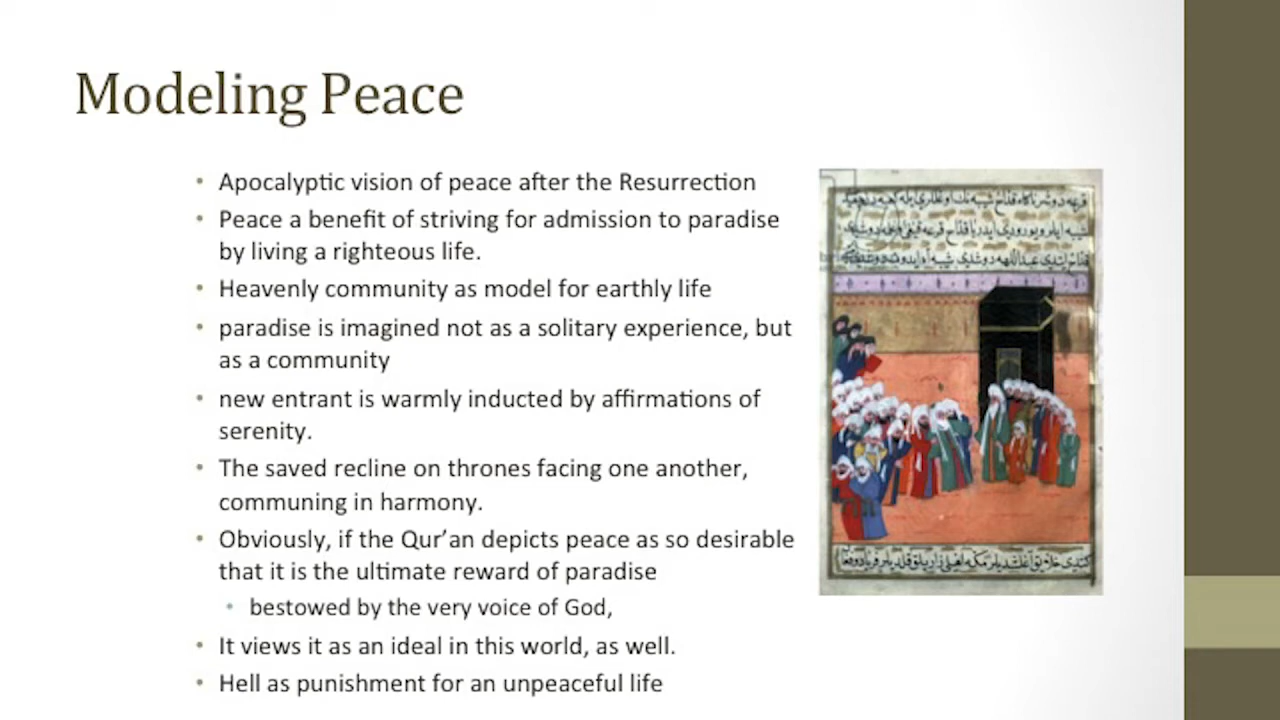 Modeling Peace
• Apocalyptic vision of peace after the Resurrection
• Peace a benefit of striving for admission to paradise
by living a righteous life.
• Heavenly community as model for earthly life
• paradise is imagined not as a solitary experience, but
as a community
• new entrant is warmly inducted by affirmations of
serenity.
• The saved recline on thrones facing one another,
communing in harmony.
• Obviously, if the Qur’an depicts peace as so desirable
that it is the ultimate reward of paradise
• bestowed by the very voice of God,
• It views it as an ideal in this world, as well.
• Hell as punishment for an unpeaceful life